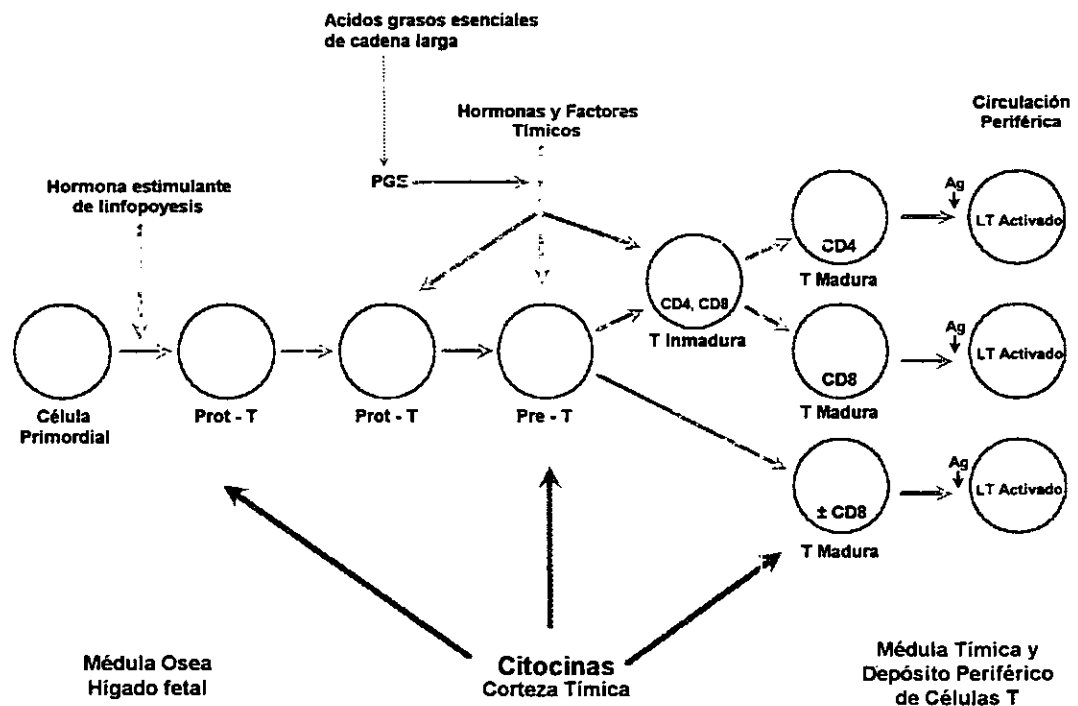 Acidos grasos esenciales
de cadena larga
Hormonas y Factores
Tímicos
Circulación
Periférica
Hormona estimulante
de linfopoyesis
PGE
Ag
CD4
LT Activado
T Madura
CD4, CD8
T Inmadura
Ag
CD8
LT Activado
T Madura
Célula
Primordial
Prot - T
Prot - T
Pre - T
Ag
± CD8
LT Activado
T Madura
Médula Osea
Hígado fetal
Citocinas
Corteza Tímica
Médula Tímica y
Depósito Periférico
de Células T